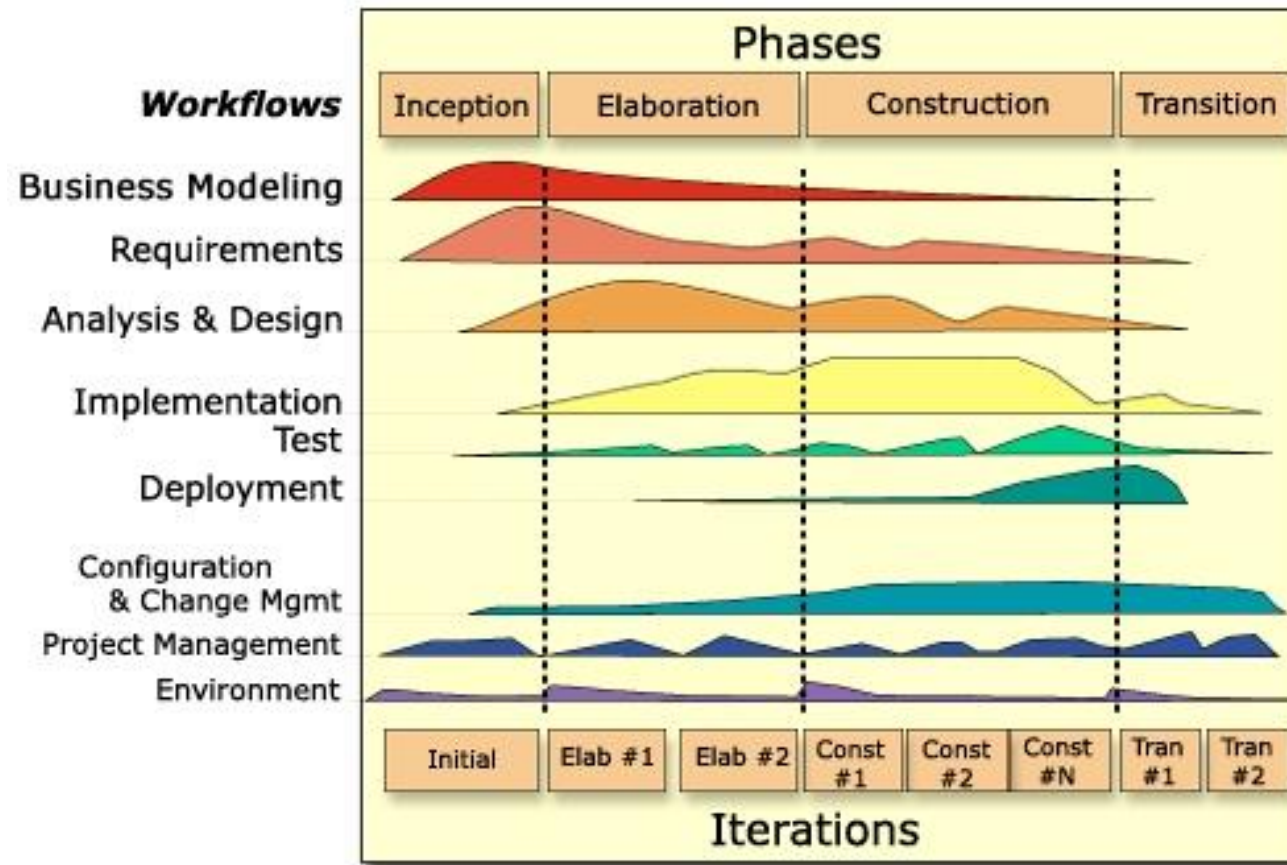 Phases
Workflows
Inception
Elaboration
Construction
Transition
Business Modeling
Requirements
Analysis & Design
Implementation
Test
Deployment
Configuration
& Change Mgmt
Project Management
Environment
Initial
Elab #1
Elab #2
Const
#1
Const
#2
Const
#N
Tran
#1
Tran
#2
Iterations